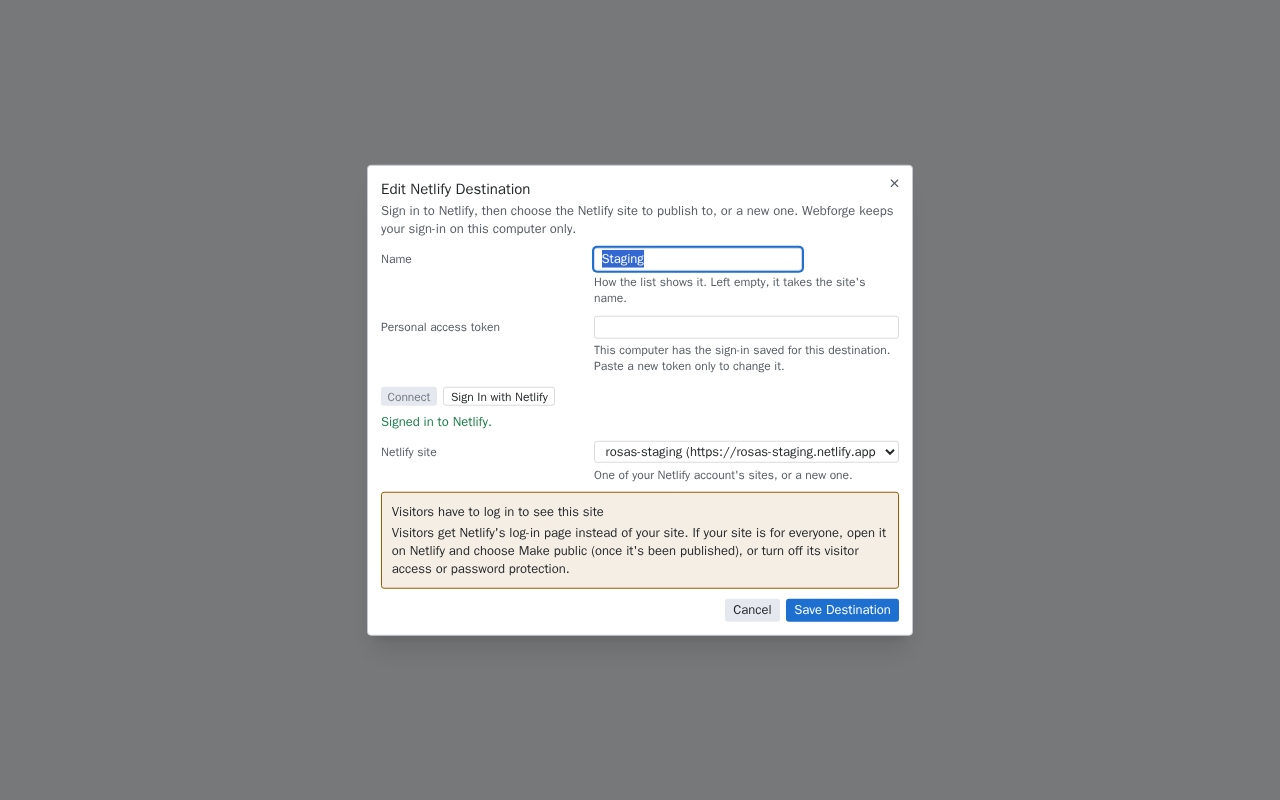 Edit Netlify Destination
×
Sign in to Netlify, then choose the Netlify site to publish to, or a new one. Webforge keeps
your sign-in on this computer only.
Name
Staging
How the list shows it. Left empty, it takes the site's
name.
Personal access token
This computer has the sign-in saved for this destination.
Paste a new token only to change it.
Connect
Sign In with Netlify
Signed in to Netlify.
Netlify site
rosas-staging (https://rosas-staging.netlify.app
One of your Netlify account's sites, or a new one.
Visitors have to log in to see this site
Visitors get Netlify's log-in page instead of your site. If your site is for everyone, open it
on Netlify and choose Make public (once it's been published), or turn off its visitor
access or password protection.
Cancel
Save Destination